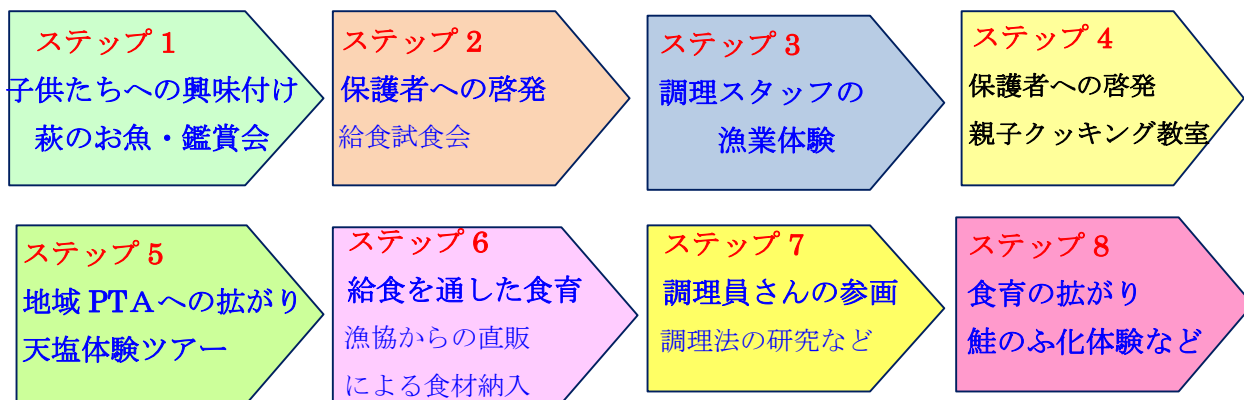 ステップ 1
子供たちへの興味付け
萩のお魚・鑑賞会
ステップ 2
保護者への啓発
給食試食会
ステップ 3
調理スタッフの
漁業体験
ステップ 4
保護者への啓発
親子クッキング教室
ステップ 5
地域 PTAへの拡がり
天塩体験ツアー
ステップ 6
給食を通した食育
漁協からの直販
による食材納入
ステップ 7
調理員さんの参画
調理法の研究など
ステップ 8
食育の拡がり
鮭のふ化体験など